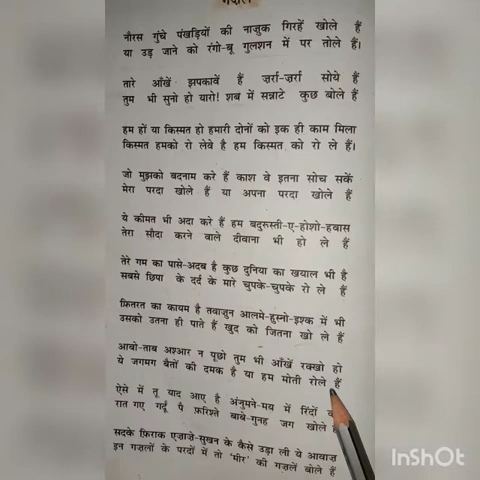 नौरस गुंचे पंखड़ियों की नाज़ुक गिरहें खोले हैं
या उड़ जाने को रंगो-बू गुलशन में पर तोले हैं।
तारे आँखें झपकावें हैं ज़र्रा-ज़र्रा सोये हैं
तुम भी सुनो हो यारो! शब में सन्नाटे कुछ बोले हैं
हम हों या किस्मत हो हमारी दोनों को इक ही काम मिला
किस्मत हमको रो लेवे है हम किस्मत को रो ले हैं।
जो मुझको बदनाम करे हैं काश वे इतना सोच सकें
मेरा परदा खोले हैं या अपना परदा खोले हैं
ये कीमत भी अदा करे हैं हम बदुरुस्ती-ए-होशो-हवास
तेरा सौदा करने वाले दीवाना भी हो ले हैं
तेरे गम का पासे-अदब है कुछ दुनिया का खयाल भी है
सबसे छिपा के दर्द के मारे चुपके-चुपके रो ले हैं
फ़ितरत का कायम है तवाज़ुन आलमे-हुस्नो-इश्क में भी
उसको उतना ही पाते हैं खुद को जितना खो ले हैं
आबो-ताब अश्आर न पूछो तुम भी आँखें रक्खो हो
ये जगमग बैतों की दमक है या हम मोती रोले हैं
ऐसे में तू याद आए है अंजुमने-मय में रिंदों
रात गए गर्दूं पै फ़रिश्ते बाबे-गुनह जग खोले हैं
सदके फ़िराक एज़ाज़े-सुखन के कैसे उड़ा ली ये आवाज़
इन गज़लों के परदों में तो 'मीर' की गज़लें बोले हैं
InShOt